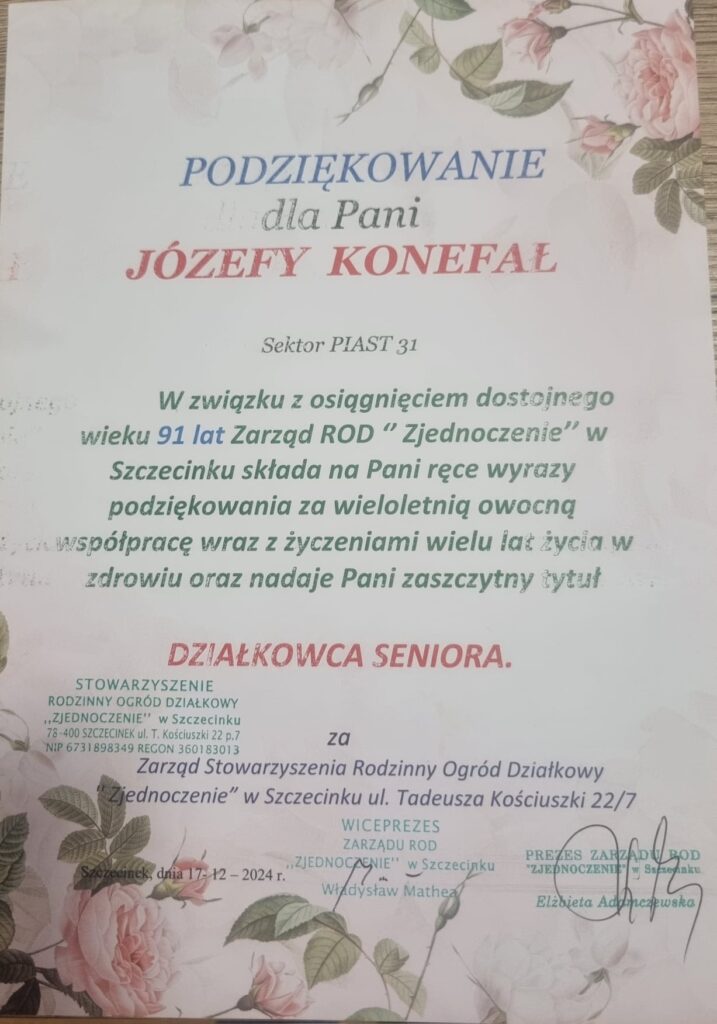 PODZIĘKOWANIE
dla Pani
JÓZEFY KONEFAŁ
Sektor PIAST 31
W związku z osiągnięciem dostojnego
wieku 91 lat Zarząd ROD “ Zjednoczenie” w
Szczecinku składa na Pani ręce wyrazy
podziękowania za wieloletnią owocną
współpracę wraz z życzeniami wielu lat życia w
zdrowiu oraz nadaje Pani zaszczytny tytuł
DZIAŁKOWCA SENIORA.
STOWARZYSZENIE
RODZINNY OGRÓD DZIAŁKOWY
,,ZJEDNOCZENIE'' w Szczecinku
78-400 SZCZECINEK ul. T. Kościuszki 22 p.7
NIP 6731898349 REGON 360183013
za
Zarząd Stowarzyszenia Rodzinny Ogród Działkowy
“ Zjednoczenie” w Szczecinku ul. Tadeusza Kościuszki 22/7
Szczecinek, dnia 17- 12 – 2024 r.
WICEPREZES
ZARZĄDU ROD
,,ZJEDNOCZENIE'' w Szczecinku
Władysław Mathea
PREZES ZARZĄDU ROD
"ZJEDNOCZENIE" w Szczecinku
Elżbieta Adamczewska